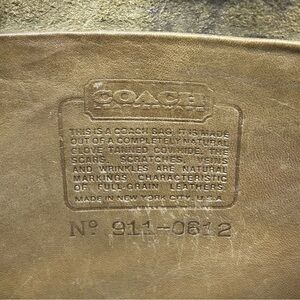 COACH
THIS IS A COACH BAG. IT IS MADE
OUT OF A COMPLETELY NATURAL
GLOVE TANNED COWHIDE. THE
SCARS, SCRATCHES, VEINS
AND WRINKLES ARE NATURAL
MARKINGS CHARACTERISTIC
OF FULL-GRAIN LEATHERS.
MADE IN NEW YORK CITY, U.S.A.
Nº 911-0612